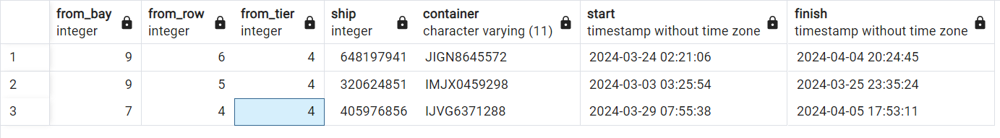 from_bay from_row from_tier ship container start finish
integer integer integer integer character varying (11) timestamp without time zone timestamp without time zone
1 9 6 4 648197941 JIGN8645572 2024-03-24 02:21:06 2024-04-04 20:24:45
2 9 5 4 320624851 IMJX0459298 2024-03-03 03:25:54 2024-03-25 23:35:24
3 7 4 4 405976856 IJVG6371288 2024-03-29 07:55:38 2024-04-05 17:53:11